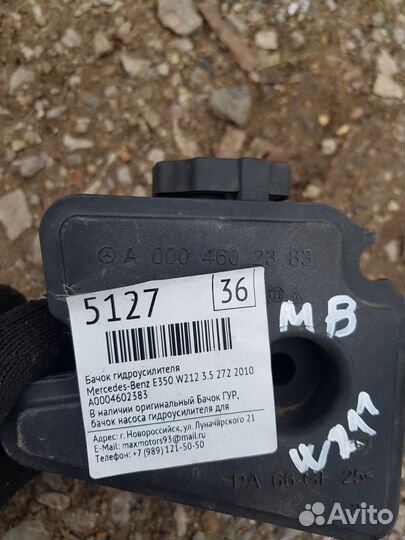 A 000 460 23 83
5127
36
Бачок гидроусилителя
Mercedes-Benz E350 W212 3.5 272 2010
A0004602383
В наличии оригинальный Бачок ГУР,
бачок насоса гидроусилителя для
Адрес: г. Новороссийск, ул. Луначарского 21
E-Mail: maxmotors93@mail.ru
Телефон: +7 (989) 121-50-50
MB
W211
PA 66-GF 25<
Avito